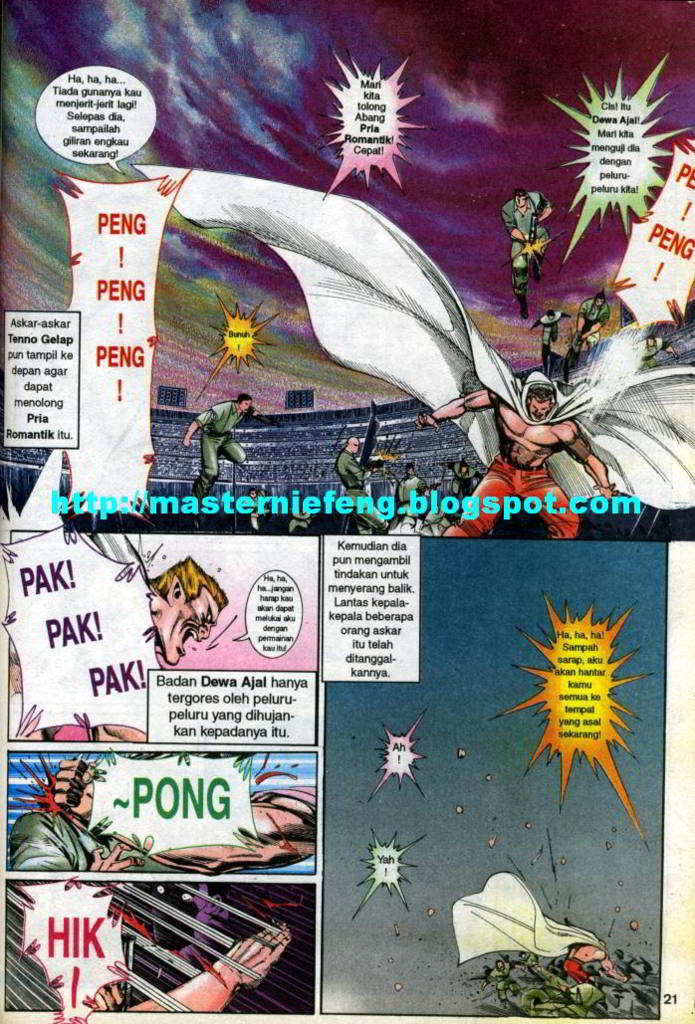 Ha, ha, ha...
Tiada gunanya kau
menjerit-jerit lagi!
Selepas dia,
sampailah
giliran engkau
sekarang!
Mari
kita
tolong
Abang
Pria
Romantik!
Cepat!
Cis! Itu
Dewa Ajal!
Mari kita
menguji dia
dengan
peluru-
peluru kita!
PENG
!
PENG
!
PENG
!
PE
!
PENG
!
Askar-askar
Tenno Gelap
pun tampil ke
depan agar
dapat
menolong
Pria
Romantik itu.
Bunuh
!
http://masterniefeng.blogspot.com
PAK!
PAK!
PAK!
Ha, ha,
ha...jangan
harap kau
akan dapat
melukai aku
dengan
permainan
kau itu!
Badan Dewa Ajal hanya
tergores oleh peluru-
peluru yang dihujan-
kan kepadanya itu.
Kemudian dia
pun mengambil
tindakan untuk
menyerang balik.
Lantas kepala-
kepala beberapa
orang askar
itu telah
ditanggal-
kannya.
Ha, ha, ha!
Sampah
sarap, aku
akan hantar
kamu
semua ke
tempat
yang asal
sekarang!
~PONG
Ah
!
Yah
!
HIK
!
21